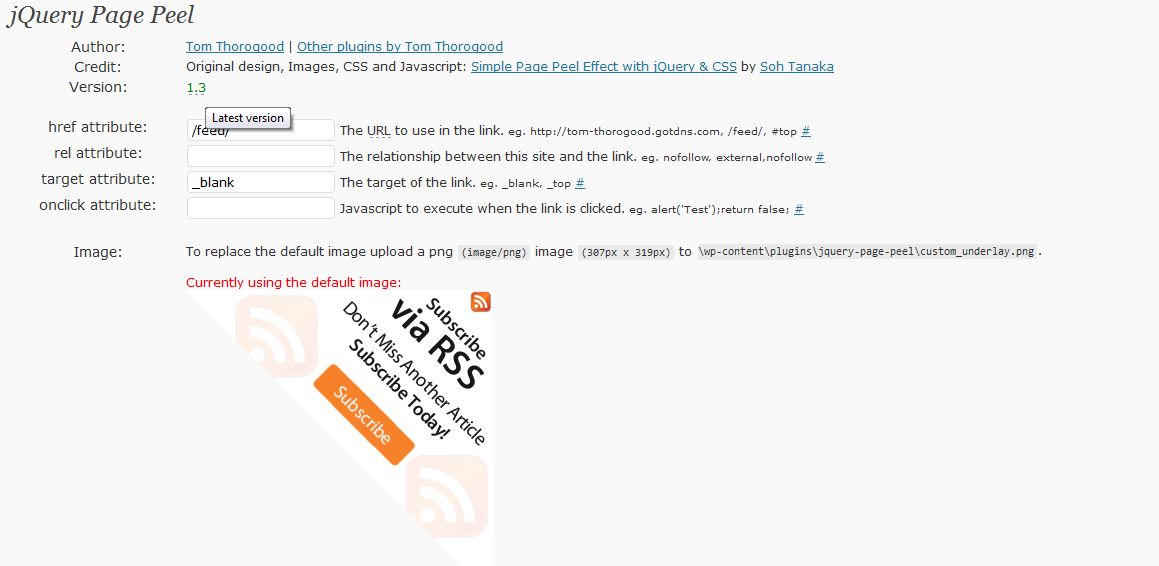 jQuery Page Peel
Author: Tom Thorogood | Other plugins by Tom Thorogood
Credit: Original design, Images, CSS and Javascript: Simple Page Peel Effect with jQuery & CSS by Soh Tanaka
Version: 1.3
Latest version
href attribute: /feed/ The URL to use in the link. eg. http://tom-thorogood.gotdns.com, /feed/, #top #
rel attribute: The relationship between this site and the link. eg. nofollow, external,nofollow #
target attribute: _blank The target of the link. eg. _blank, _top #
onclick attribute: Javascript to execute when the link is clicked. eg. alert('Test');return false; #
Image: To replace the default image upload a png (image/png) image (307px x 319px) to \wp-content\plugins\jquery-page-peel\custom_underlay.png.
Currently using the default image:
Subscribe
via RSS
Don't Miss Another Article
Subscribe Today!
Subscribe